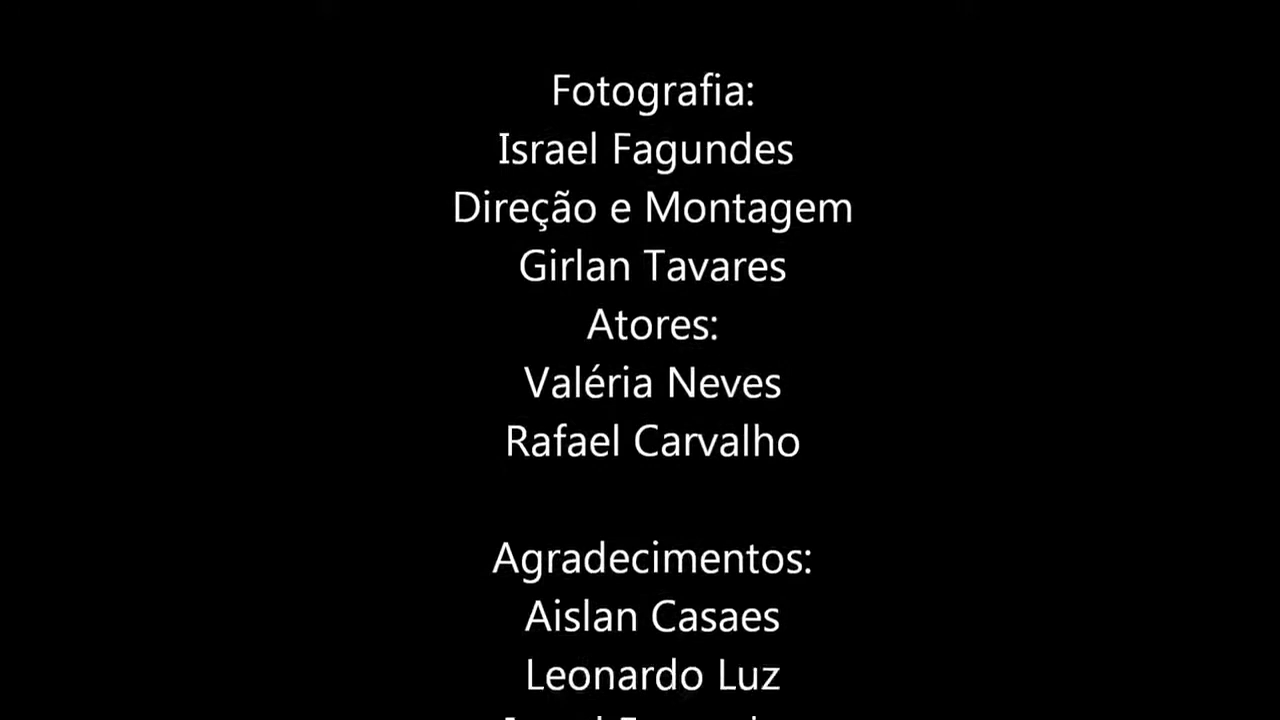 Fotografia:
Israel Fagundes
Direção e Montagem
Girlan Tavares
Atores:
Valéria Neves
Rafael Carvalho
Agradecimentos:
Aislan Casaes
Leonardo Luz